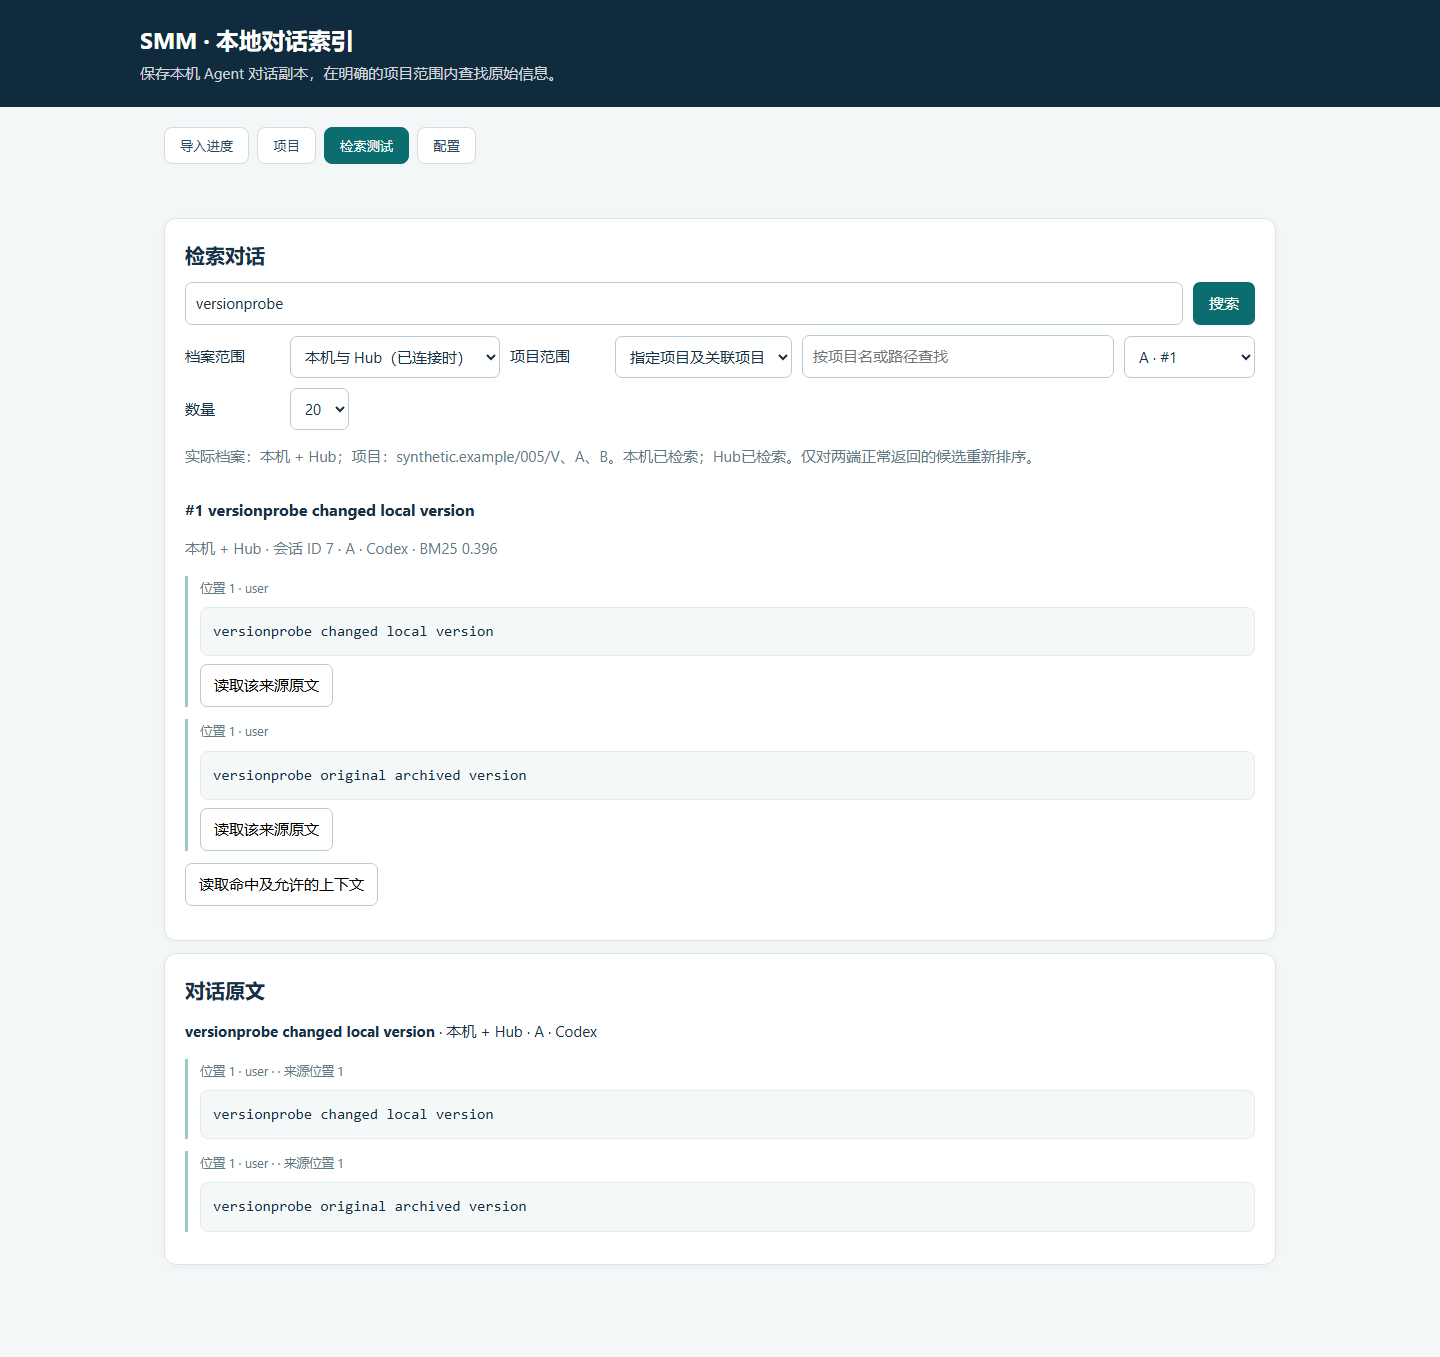 SMM · 本地对话索引
保存本机 Agent 对话副本，在明确的项目范围内查找原始信息。
导入进度 项目 检索测试 配置
检索对话
versionprobe 搜索
档案范围 本机与 Hub（已连接时） 项目范围 指定项目及关联项目 按项目名或路径查找 A · #1
数量 20
实际档案：本机 + Hub；项目：synthetic.example/005/V、A、B。本机已检索；Hub已检索。仅对两端正常返回的候选重新排序。
#1 versionprobe changed local version
本机 + Hub · 会话 ID 7 · A · Codex · BM25 0.396
位置 1 · user
versionprobe changed local version
读取该来源原文
位置 1 · user
versionprobe original archived version
读取该来源原文
读取命中及允许的上下文
对话原文
versionprobe changed local version · 本机 + Hub · A · Codex
位置 1 · user · · 来源位置 1
versionprobe changed local version
位置 1 · user · · 来源位置 1
versionprobe original archived version